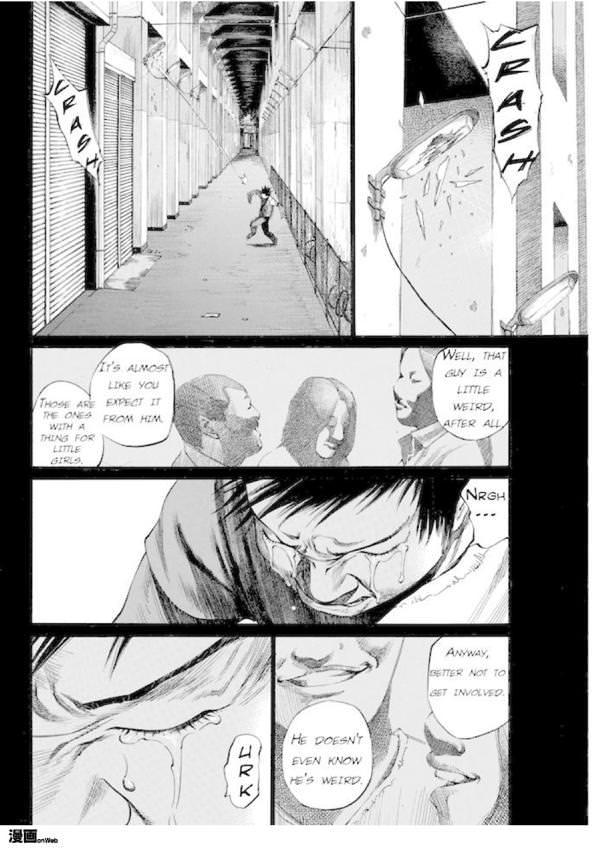 CRASH
CRASH
WELL, THAT
GUY IS A
LITTLE
WEIRD,
AFTER ALL.
IT'S ALMOST
LIKE YOU
EXPECT IT
FROM HIM.
THOSE ARE
THE ONES
WITH A
THING FOR
LITTLE
GIRLS.
NRGH
...
ANYWAY,
BETTER NOT TO
GET INVOLVED.
HE DOESN'T
EVEN KNOW
HE'S WEIRD.
URK
漫画onWeb